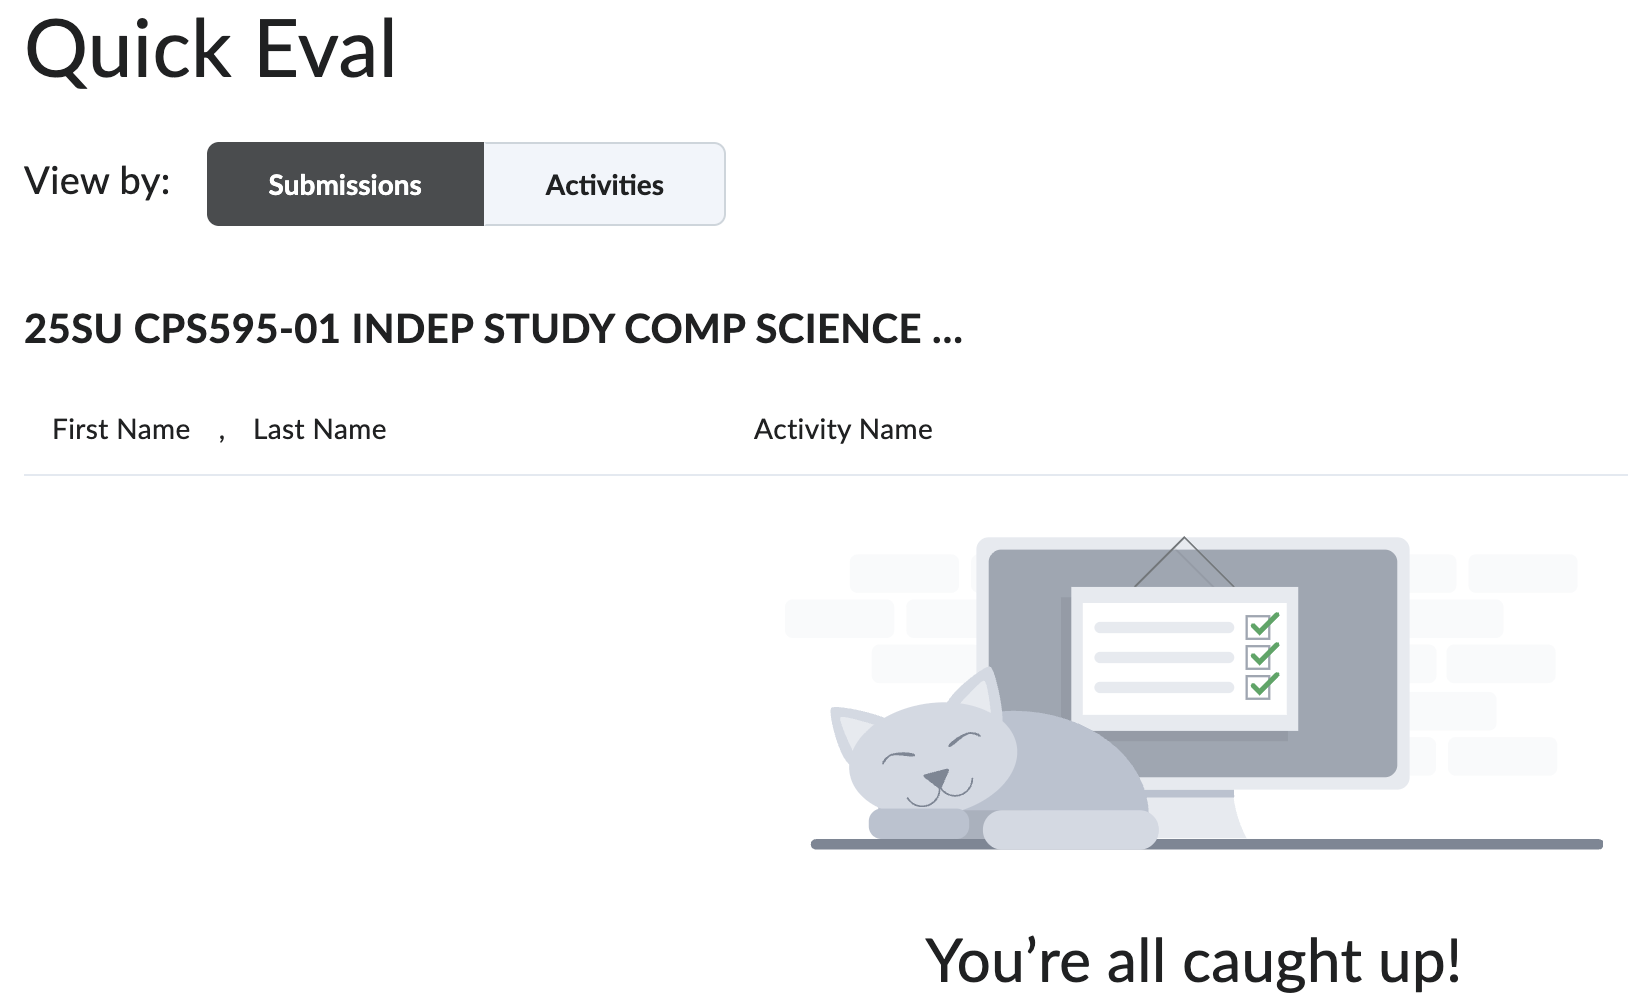 Quick Eval
View by: Submissions Activities
25SU CPS595-01 INDEP STUDY COMP SCIENCE ...
First Name , Last Name Activity Name
You’re all caught up!